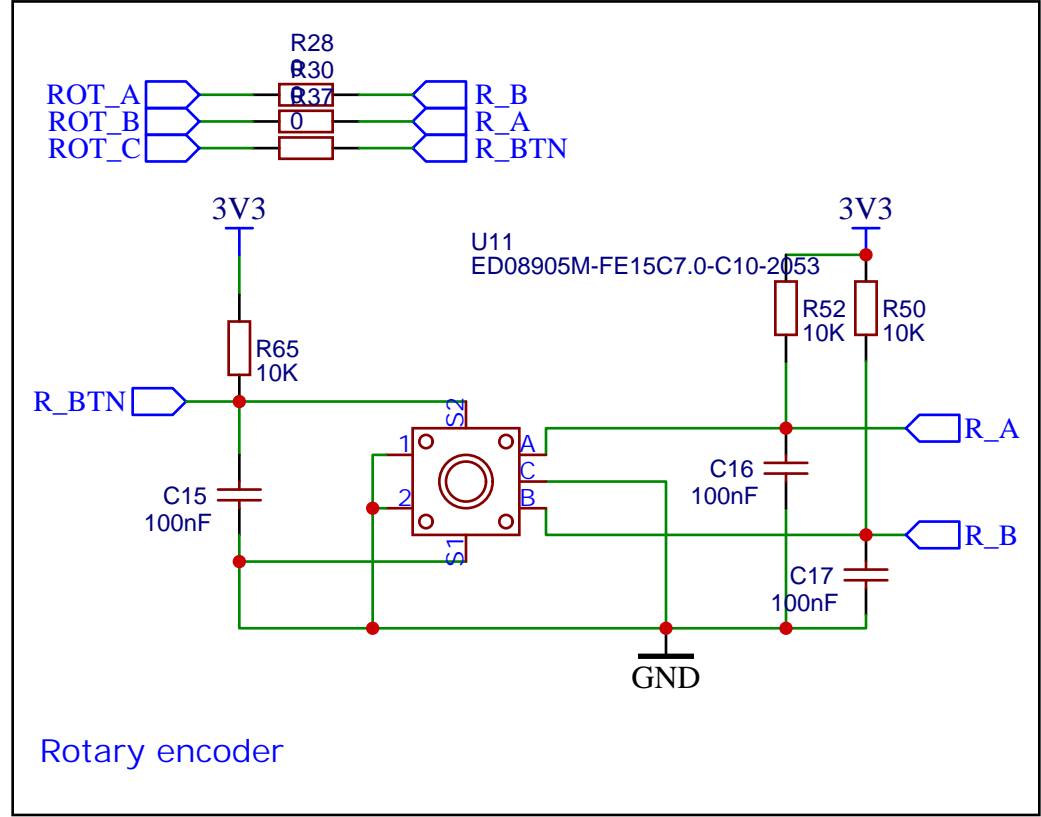 R28
0
R30
ROT_A
R_B
R37
ROT_B
0
R_A
ROT_C
R_BTN
3V3
3V3
U11
ED08905M-FE15C7.0-C10-2053
R52
10K
R50
10K
R65
10K
R_BTN
S2
1
A
R_A
C
C16
100nF
C15
100nF
2
B
R_B
S1
C17
100nF
GND
Rotary encoder